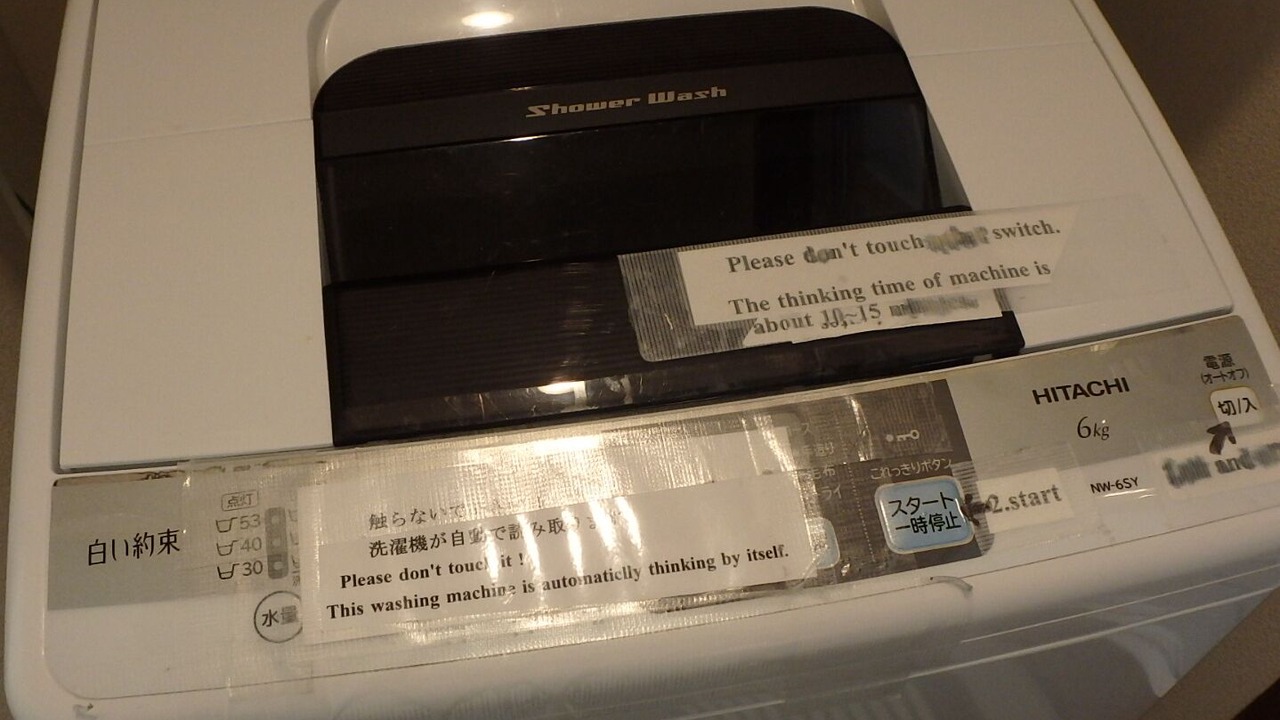 Shower Wash
Please don't touch switch.
The thinking time of machine is
about 10~15
電源
(オートオフ)
切/入
HITACHI
6kg
NW-6SY
and
これっきりボタン
スタート
一時停止
2.start
白い約束
点灯
53
40
30
水量
触らないで
洗濯機が自動で読み取ります
Please don't touch it !
This washing machine is automaticlly thinking by itself.